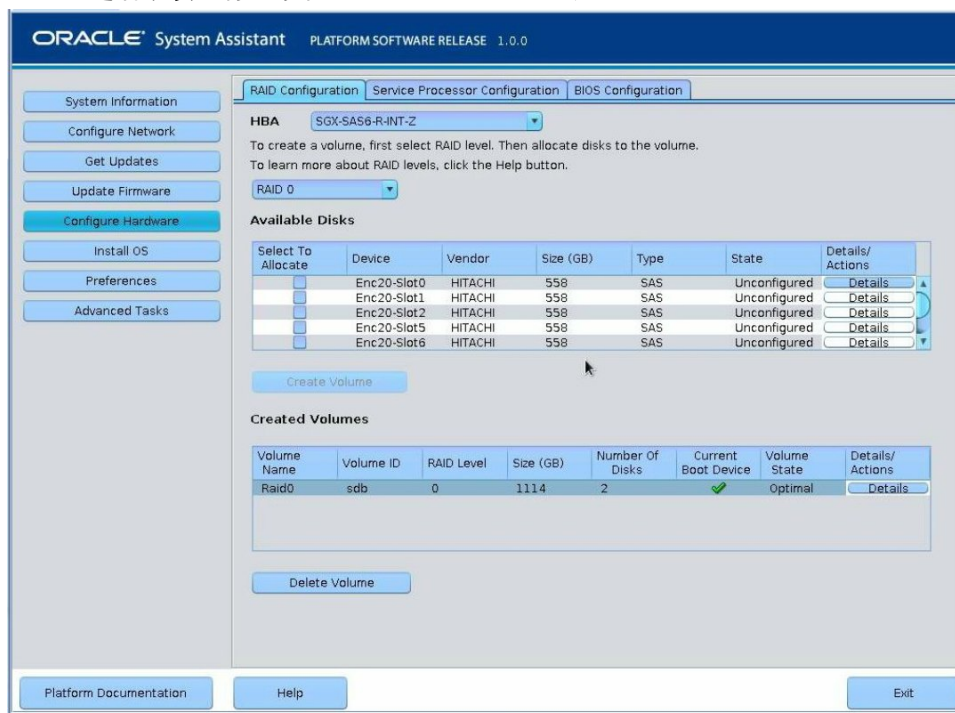 ORACLE System Assistant PLATFORM SOFTWARE RELEASE 1.0.0
System Information
Configure Network
Get Updates
Update Firmware
Configure Hardware
Install OS
Preferences
Advanced Tasks
RAID Configuration Service Processor Configuration BIOS Configuration
HBA SGX-SAS6-R-INT-Z
To create a volume, first select RAID level. Then allocate disks to the volume.
To learn more about RAID levels, click the Help button.
RAID 0
Available Disks
Select To Allocate Device Vendor Size (GB) Type State Details/ Actions
Enc20-Slot0 HITACHI 558 SAS Unconfigured Details
Enc20-Slot1 HITACHI 558 SAS Unconfigured Details
Enc20-Slot2 HITACHI 558 SAS Unconfigured Details
Enc20-Slot5 HITACHI 558 SAS Unconfigured Details
Enc20-Slot6 HITACHI 558 SAS Unconfigured Details
Create Volume
Created Volumes
Volume Name Volume ID RAID Level Size (GB) Number Of Disks Current Boot Device Volume State Details/ Actions
Raid0 sdb 0 1114 2 Optimal Details
Delete Volume
Platform Documentation Help Exit